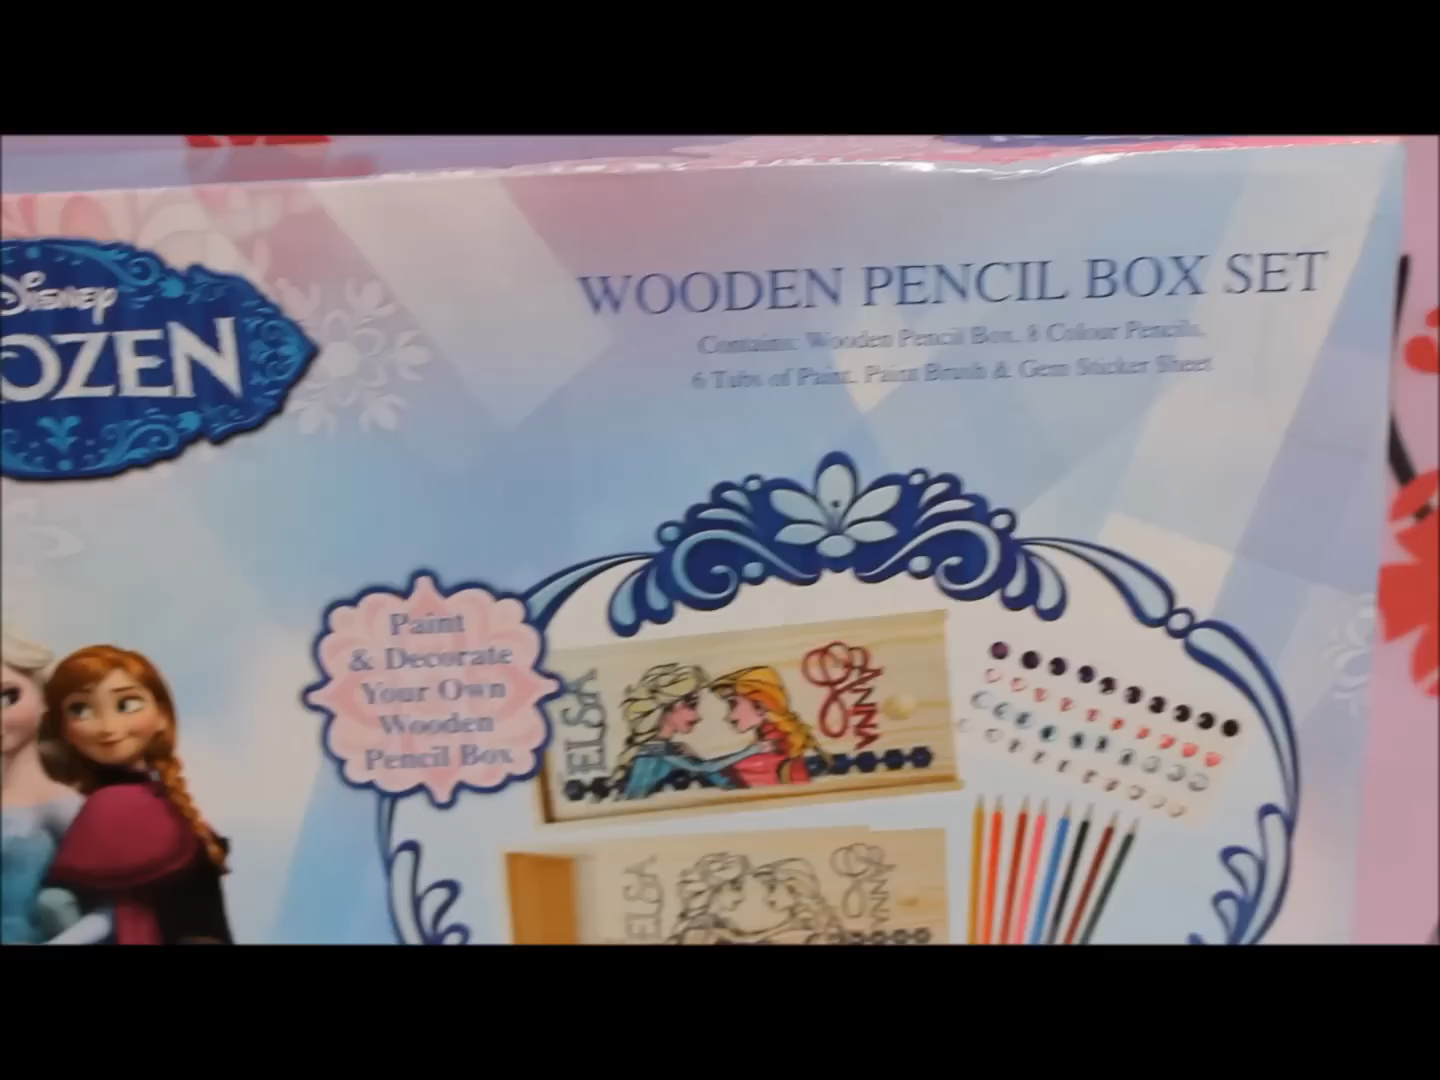 Disney
OZEN
WOODEN PENCIL BOX SET
Contains: Wooden Pencil Box, 8 Colour Pencils,
6 Tubs of Paint, Paint Brush & Gem Sticker Sheet
Paint
& Decorate
Your Own
Wooden
Pencil Box
ELSA
ANNA
ELSA
ANNA